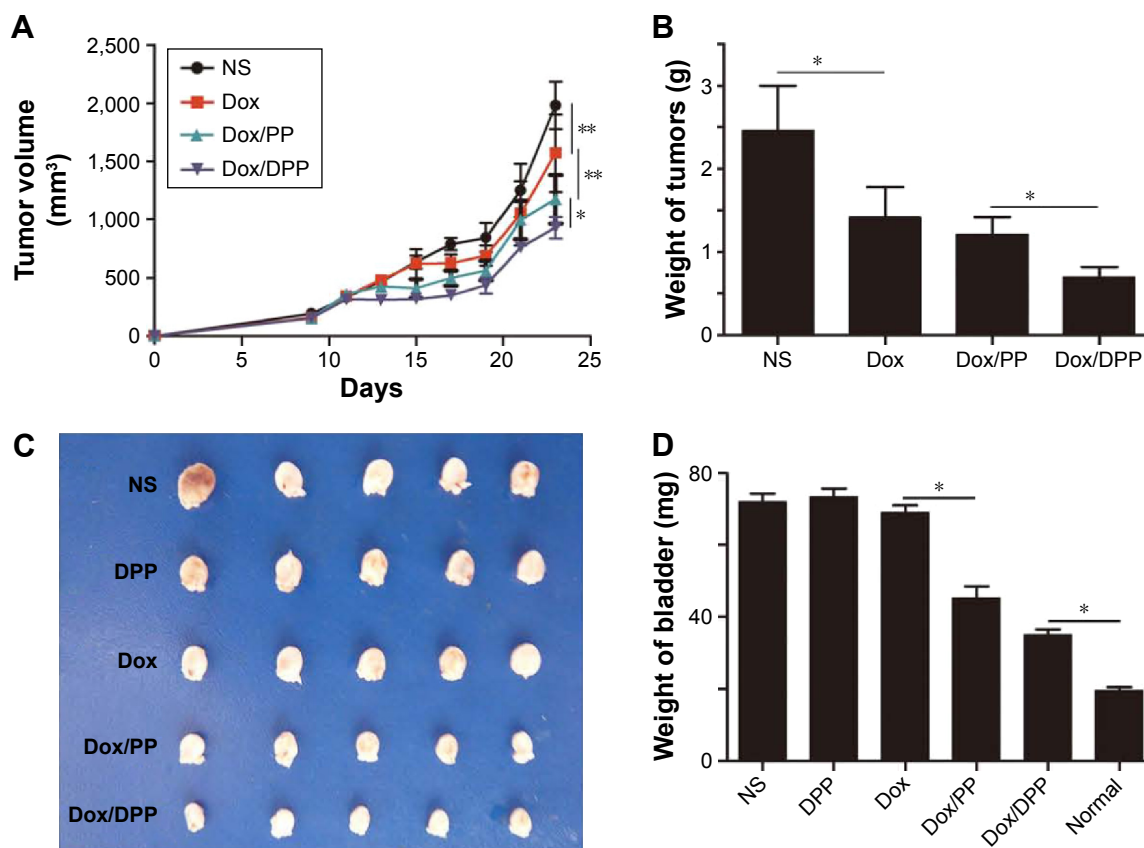 A
2,500
2,000
1,500
1,000
500
0
Tumor volume
(mm³)
NS
Dox
Dox/PP
Dox/DPP
**
**
*
0
5
10
15
20
25
Days
B
3
2
1
0
Weight of tumors (g)
*
*
NS
Dox
Dox/PP
Dox/DPP
C
NS
DPP
Dox
Dox/PP
Dox/DPP
D
80
40
0
Weight of bladder (mg)
*
*
NS
DPP
Dox
Dox/PP
Dox/DPP
Normal